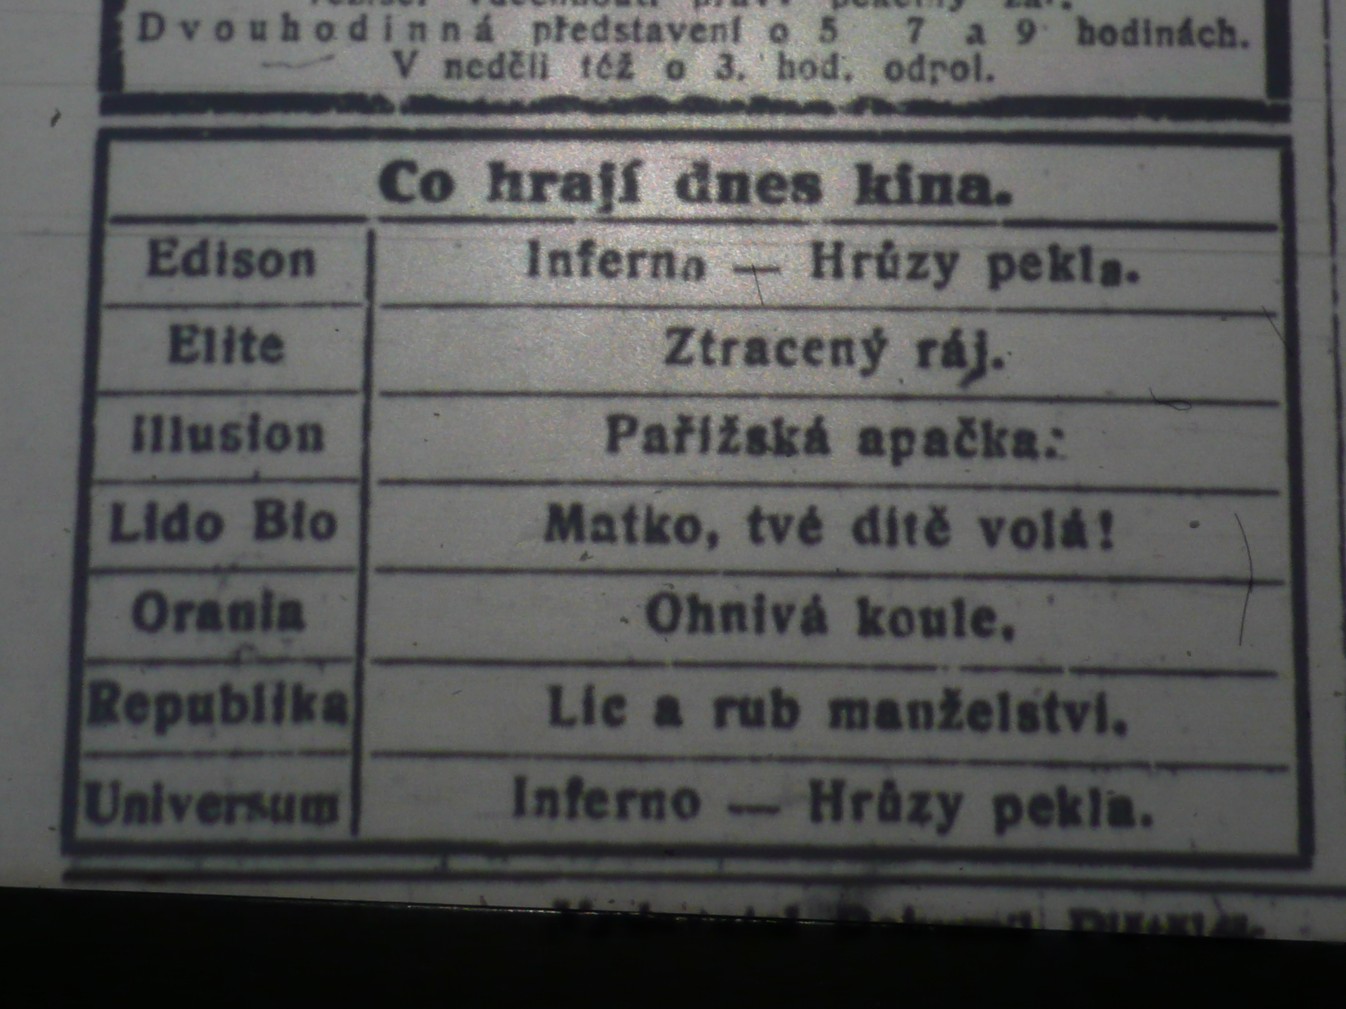 Dvouhodinná představení o 5 7 a 9 hodinách.
V neděli též o 3. hod. odpol.
Co hrají dnes kina.
Edison Inferno — Hrůzy pekla.
Elite Ztracený ráj.
Illusion Pařížská apačka.
Lido Bio Matko, tvé dítě volá!
Orania Ohnivá koule.
Republika Líc a rub manželství.
Universum Inferno — Hrůzy pekla.